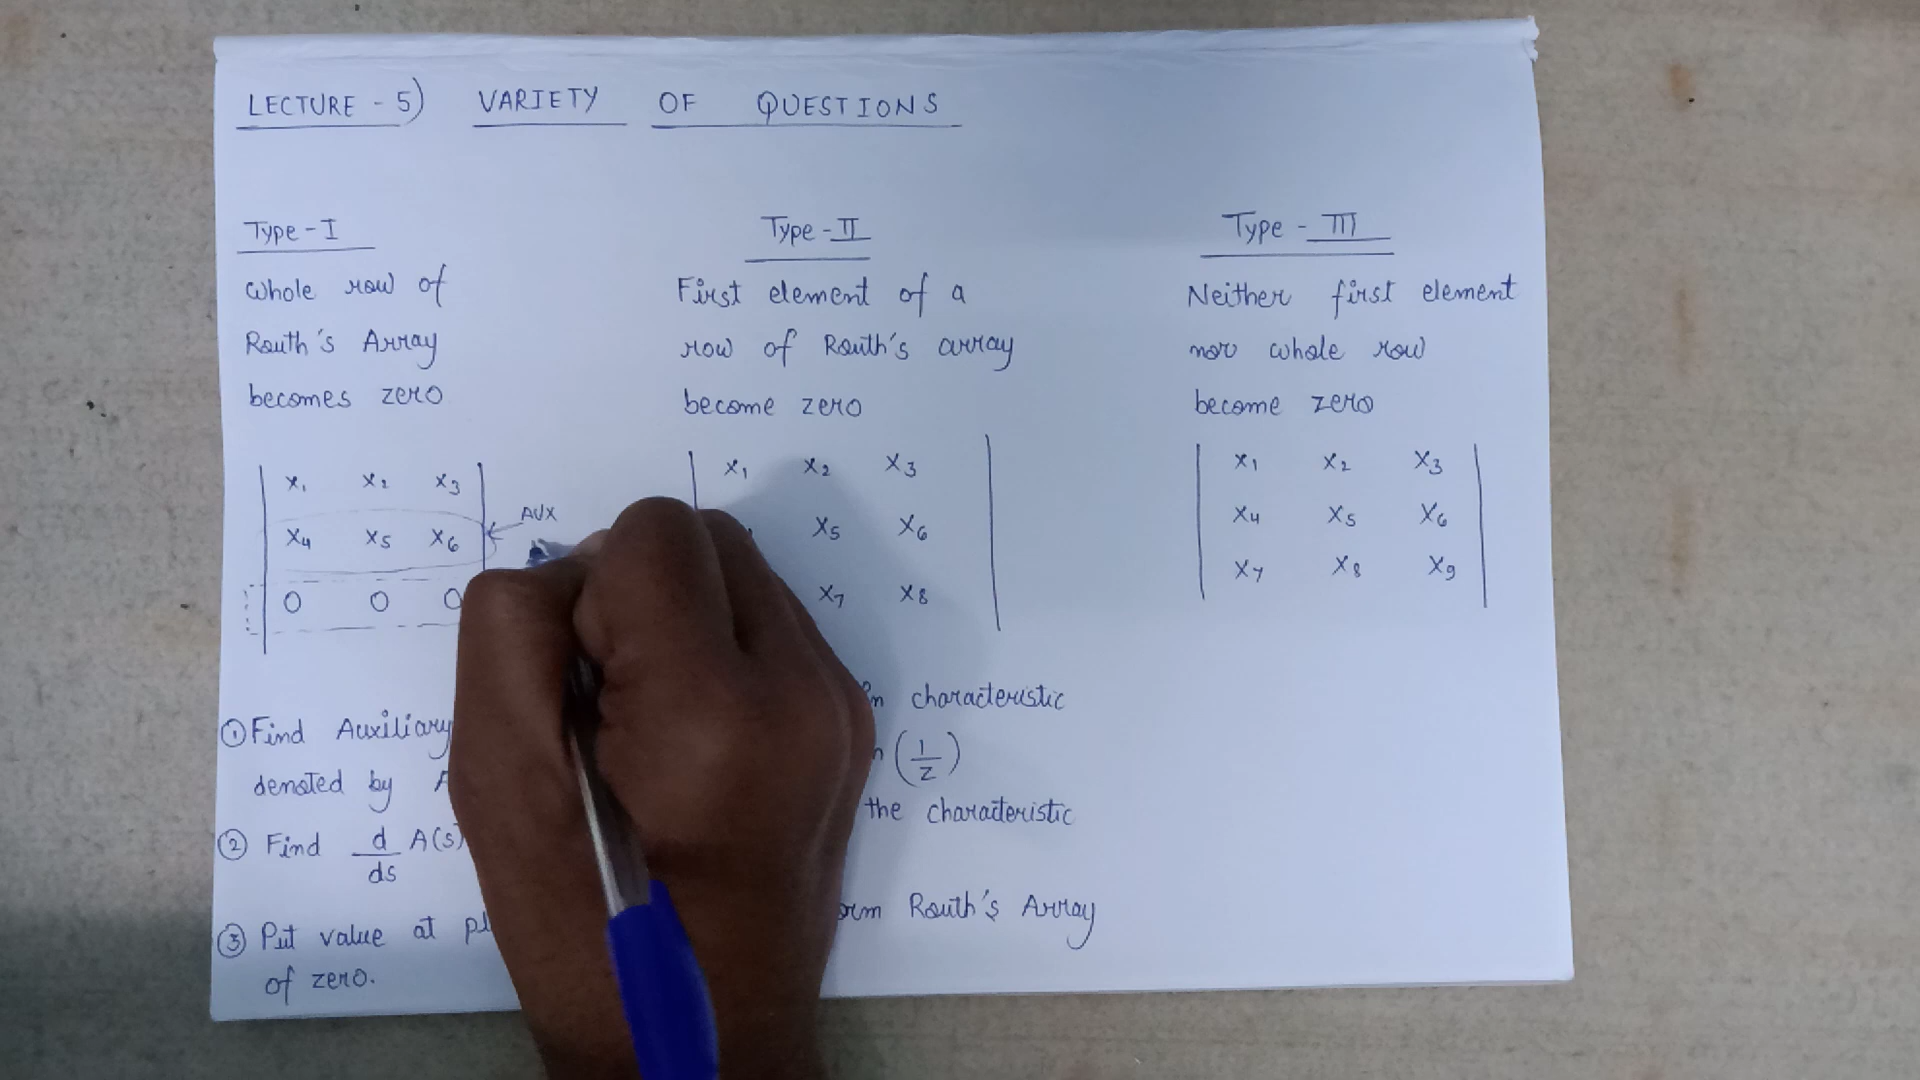 LECTURE - 5) VARIETY OF QUESTIONS
Type - I
Whole row of
Routh's Array
becomes zero
X1 X2 X3
X4 X5 X6
AUX
0 0 0
① Find Auxiliary
denoted by
② Find d/ds A(s)
③ Put value at
of zero.
Type - II
First element of a
row of Routh's array
become zero
X1 X2 X3
X5 X6
X7 X8
in characteristic
(1/z)
the characteristic
Routh's Array
Type - III
Neither first element
nor whole row
become zero
X1 X2 X3
X4 X5 X6
X7 X8 X9